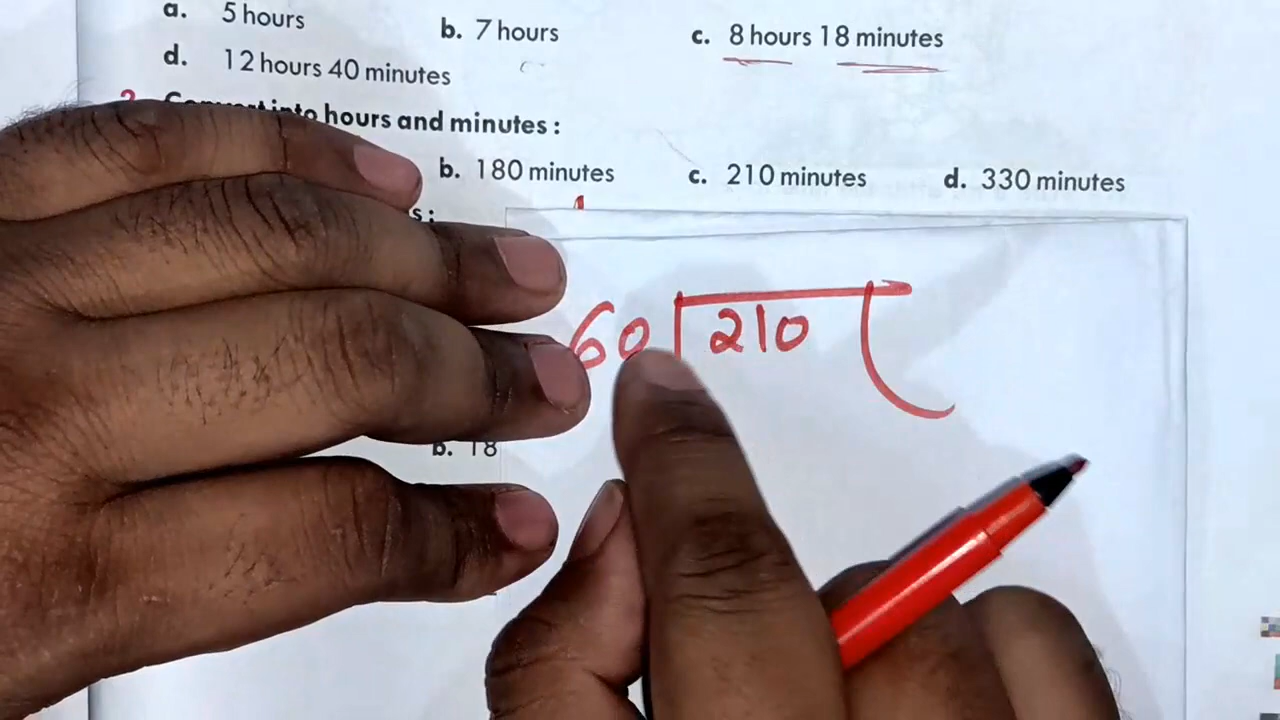 a. 5 hours b. 7 hours c. 8 hours 18 minutes
d. 12 hours 40 minutes
hours and minutes :
b. 180 minutes c. 210 minutes d. 330 minutes
s :
60 210
b. 18